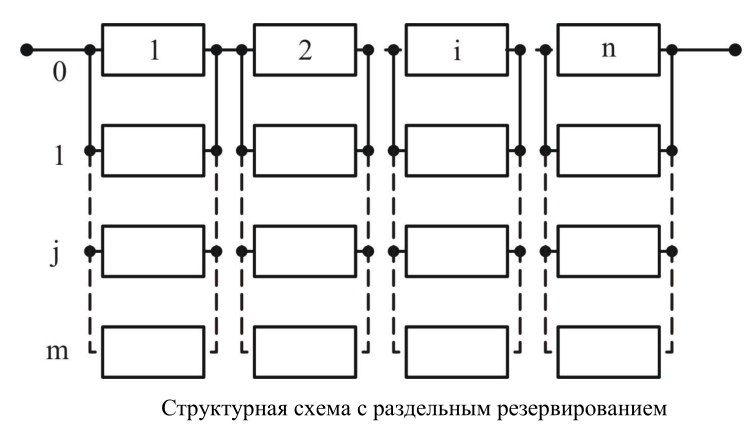 1 2 i n
0
1
j
m
Структурная схема с раздельным резервированием